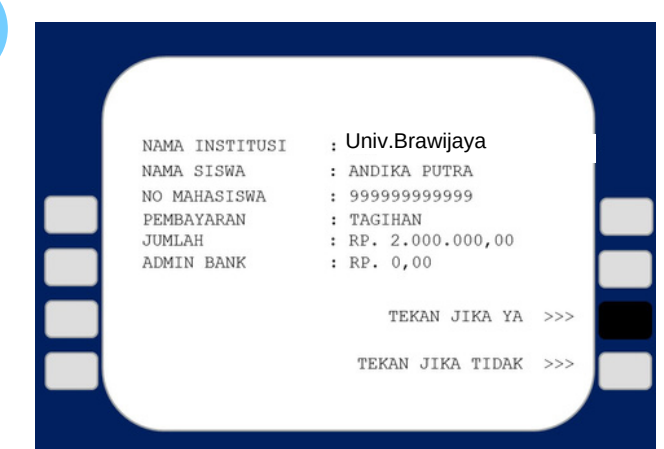 NAMA INSTITUSI : Univ.Brawijaya
NAMA SISWA : ANDIKA PUTRA
NO MAHASISWA : 999999999999
PEMBAYARAN : TAGIHAN
JUMLAH : RP. 2.000.000,00
ADMIN BANK : RP. 0,00
TEKAN JIKA YA >>>
TEKAN JIKA TIDAK >>>